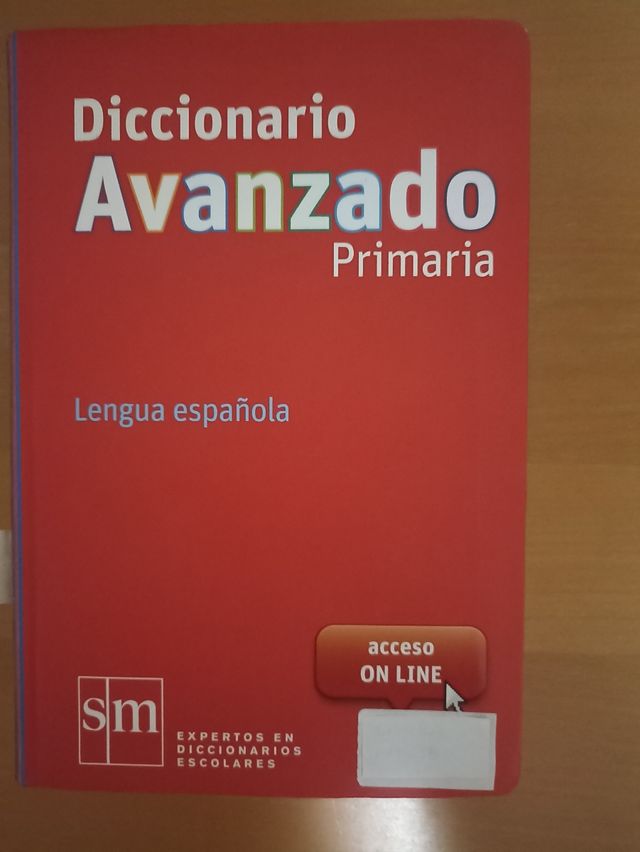 Diccionario
Avanzado
Primaria
Lengua española
acceso
ON LINE
sm
EXPERTOS EN
DICCIONARIOS
ESCOLARES